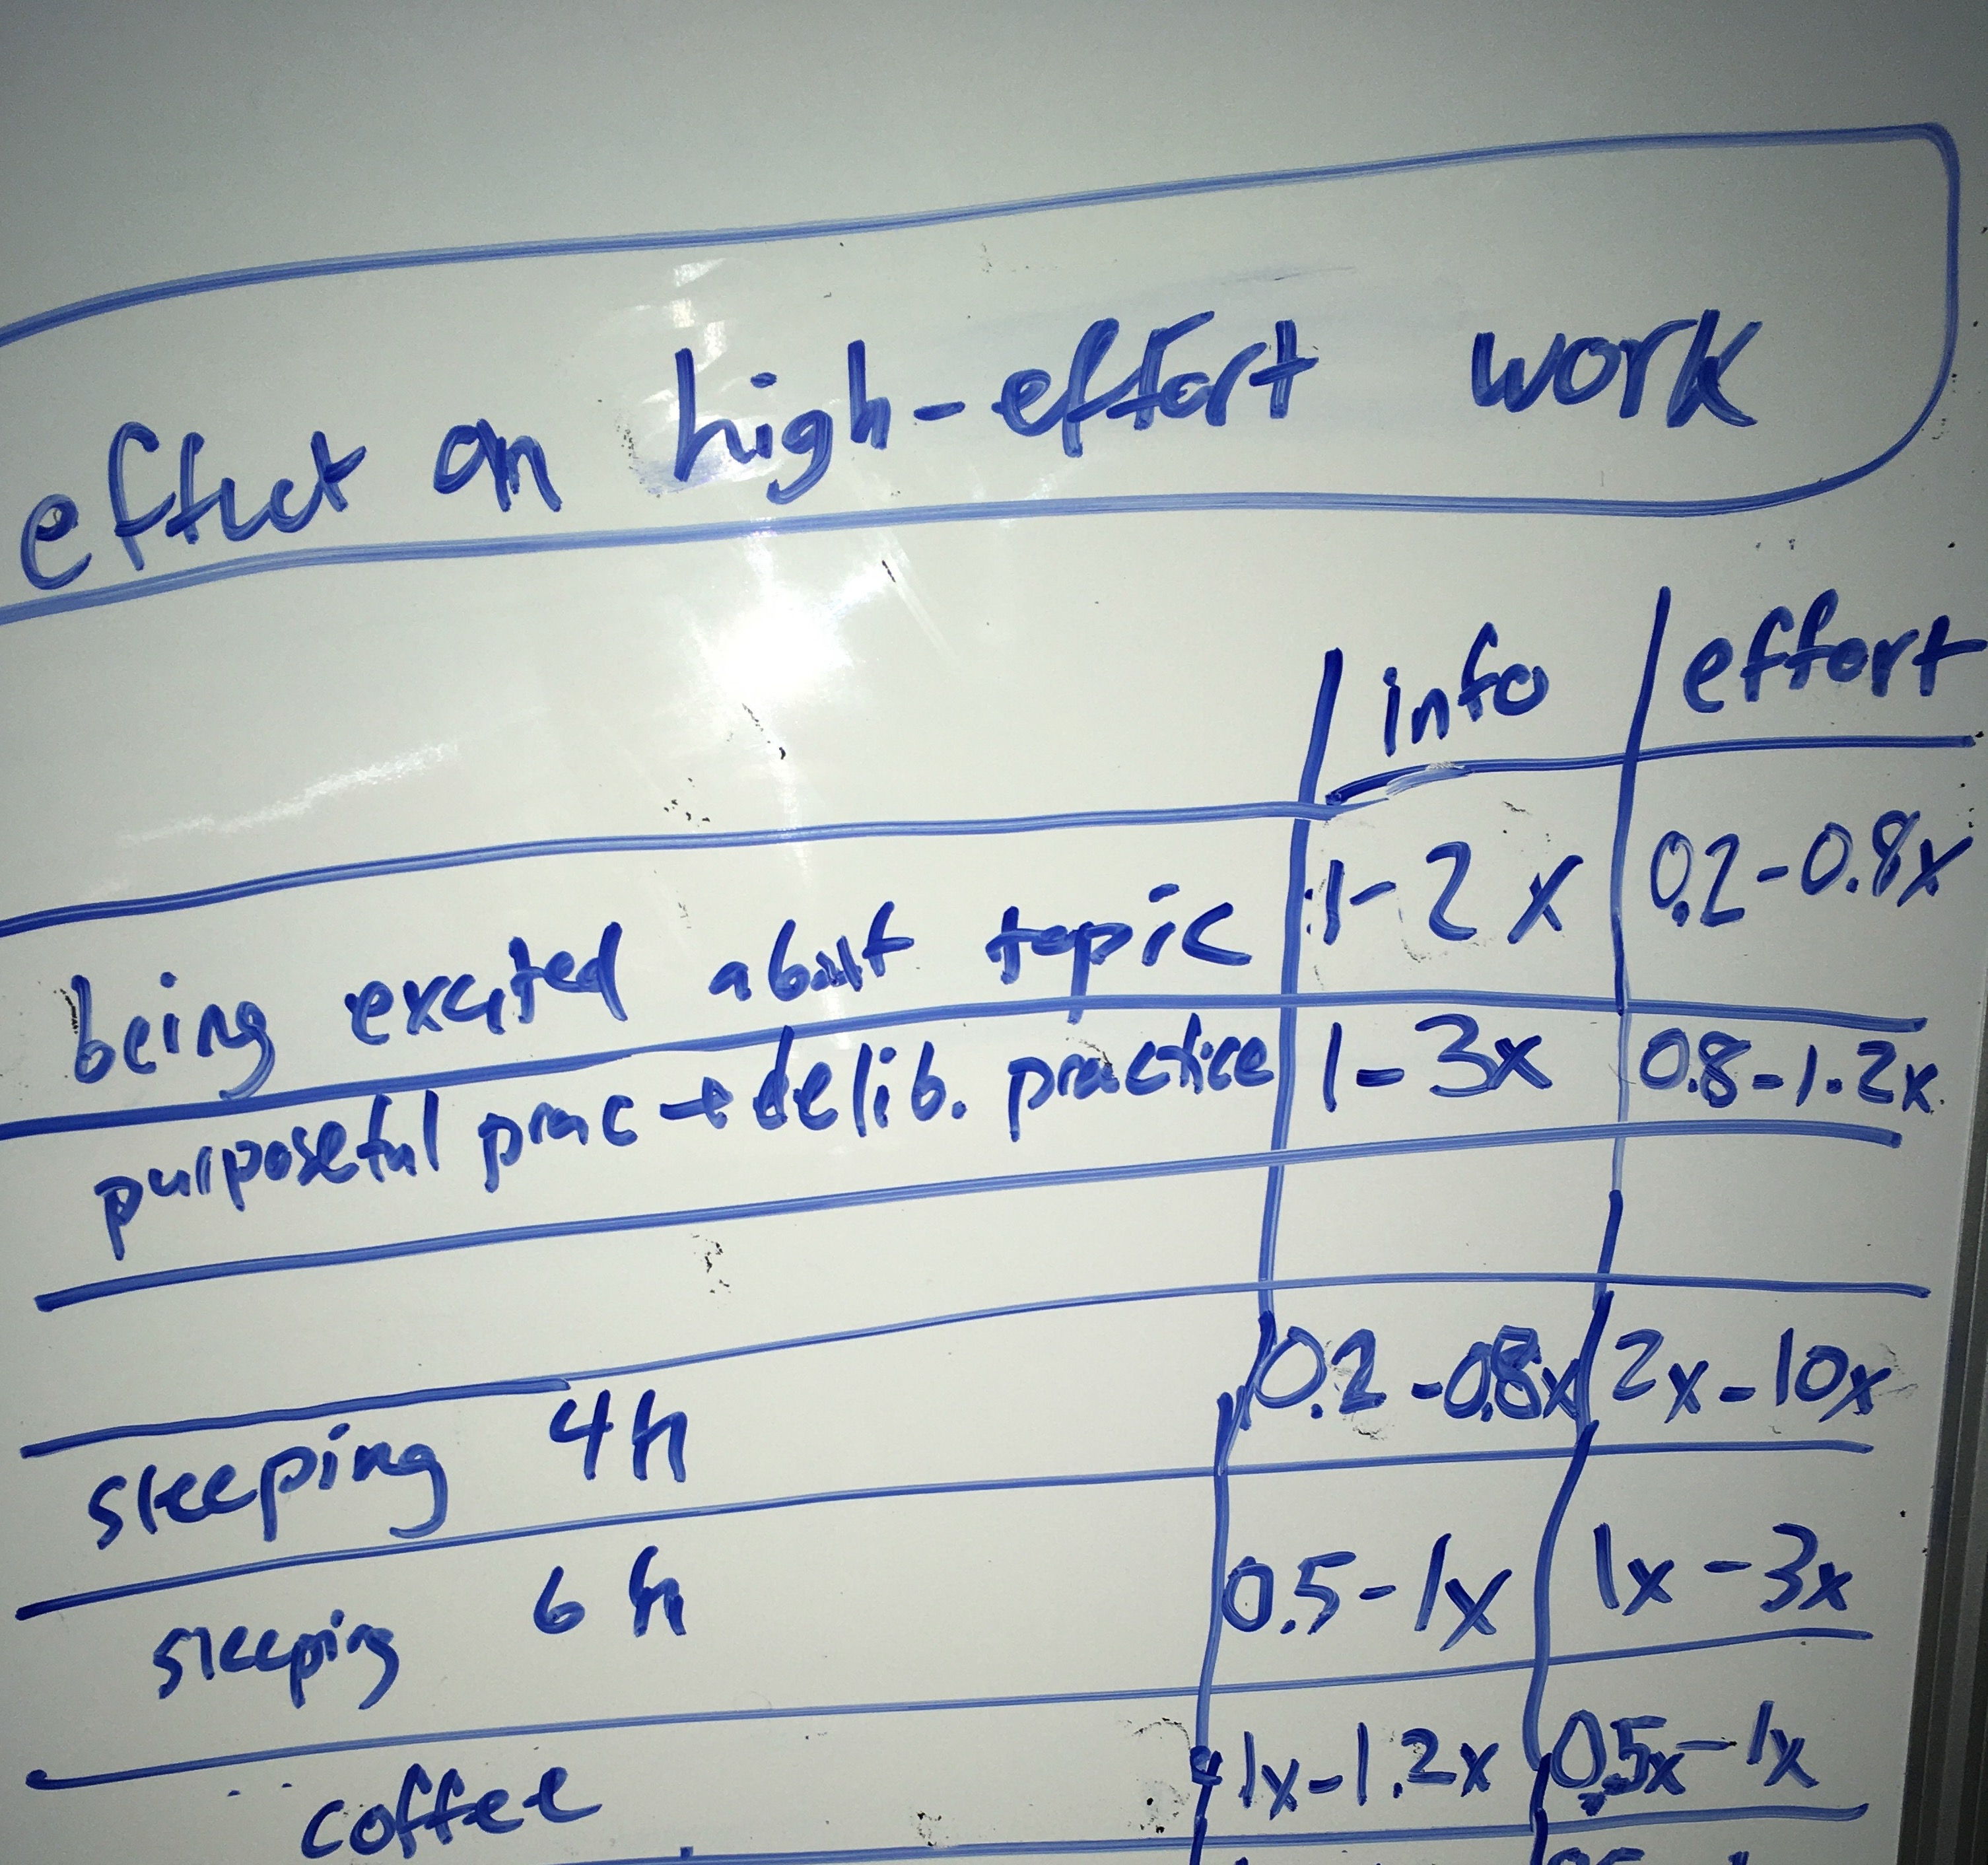 effect on high-effort work
info effort
being excited about topic 1-2x 0.2-0.8x
purposeful prac → delib. practice 1-3x 0.8-1.2x
sleeping 4h 0.2-0.8x 2x-10x
sleeping 6h 0.5-1x 1x-3x
coffee 1x-1.2x 0.5x-1x